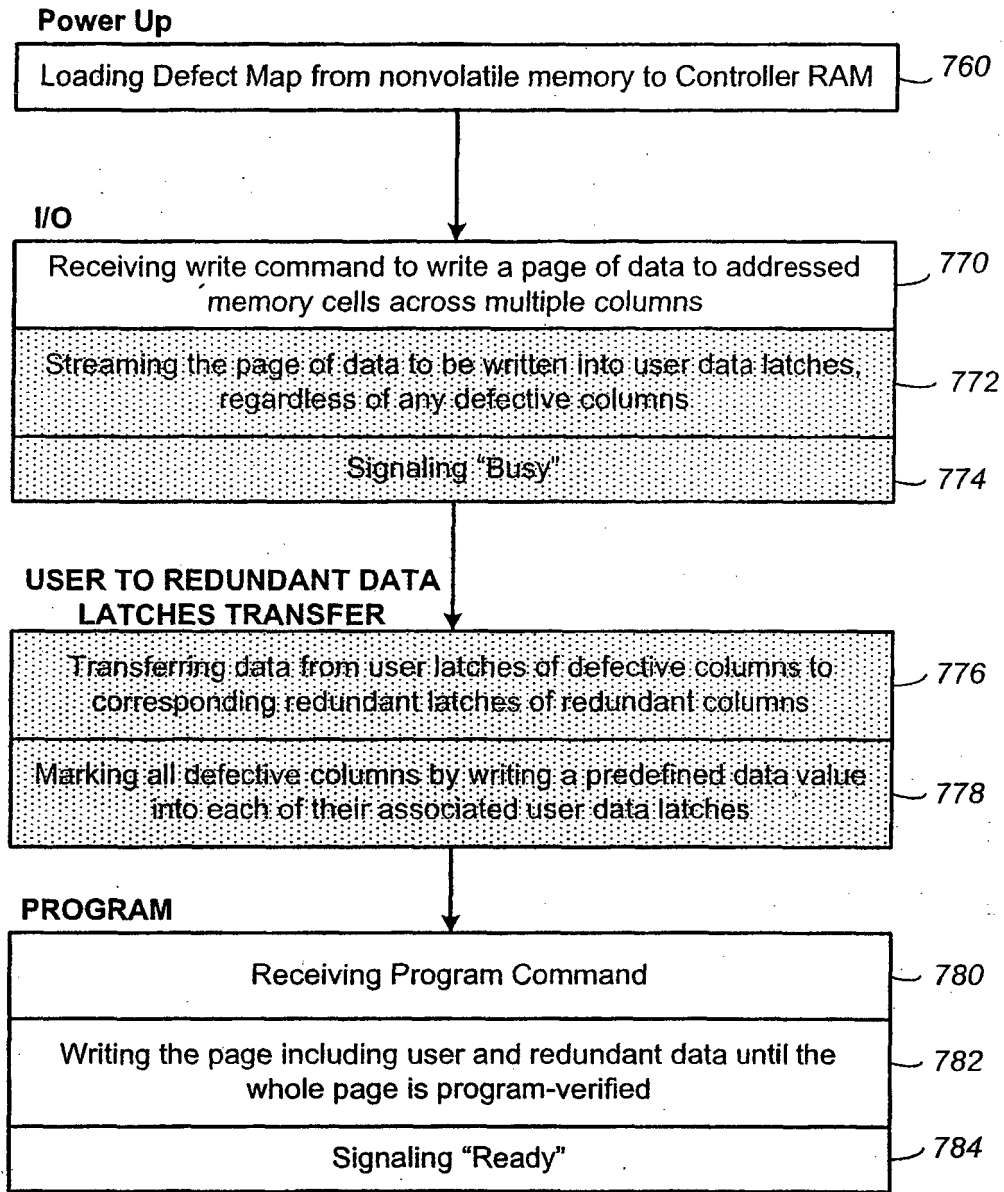 Power Up
Loading Defect Map from nonvolatile memory to Controller RAM
760
I/O
Receiving write command to write a page of data to addressed
memory cells across multiple columns
770
Streaming the page of data to be written into user data latches,
regardless of any defective columns
772
Signaling “Busy”
774
USER TO REDUNDANT DATA
LATCHES TRANSFER
Transferring data from user latches of defective columns to
corresponding redundant latches of redundant columns
776
Marking all defective columns by writing a predefined data value
into each of their associated user data latches
778
PROGRAM
Receiving Program Command
780
Writing the page including user and redundant data until the
whole page is program-verified
782
Signaling “Ready”
784